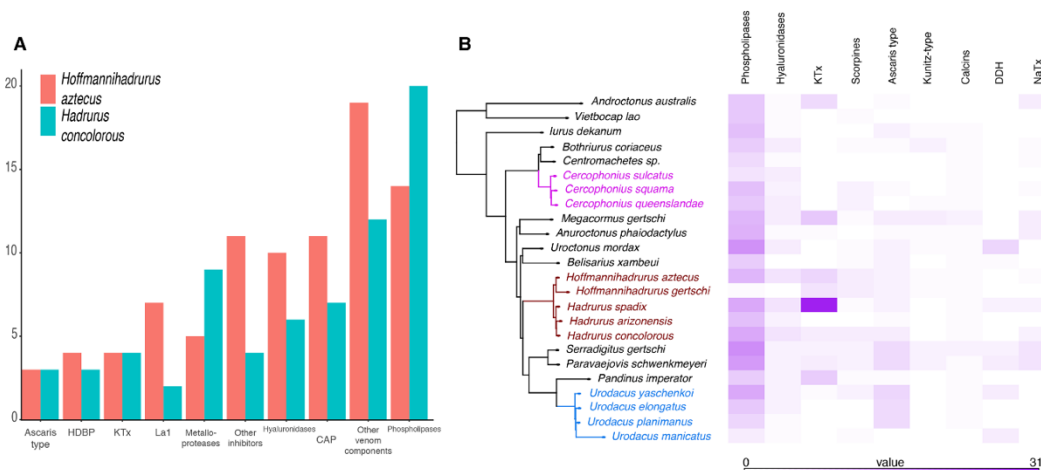 A
Hoffmannihadrurus
aztecus
Hadrurus
concolorous
20
15
10
5
0
Ascaris
type
HDBP
KTx
La1
Metallo-
proteases
Other
inhibitors
Hyaluronidases
CAP
Other
venom
components
Phospholipases
B
Phospholipases
Hyaluronidases
KTx
Scorpines
Ascaris type
Kunitz-type
Calcins
DDH
NaTx
Androctonus australis
Vietbocap lao
Iurus dekanum
Bothriurus coriaceus
Centromachetes sp.
Cercophonius sulcatus
Cercophonius squama
Cercophonius queenslandae
Megacormus gertschi
Anuroctonus phaiodactylus
Uroctonus mordax
Belisarius xambeui
Hoffmannihadrurus aztecus
Hoffmannihadrurus gertschi
Hadrurus spadix
Hadrurus arizonensis
Hadrurus concolorous
Serradigitus gertschi
Paravaejovis schwenkmeyeri
Pandinus imperator
Urodacus yaschenkoi
Urodacus elongatus
Urodacus planimanus
Urodacus manicatus
0 value 31